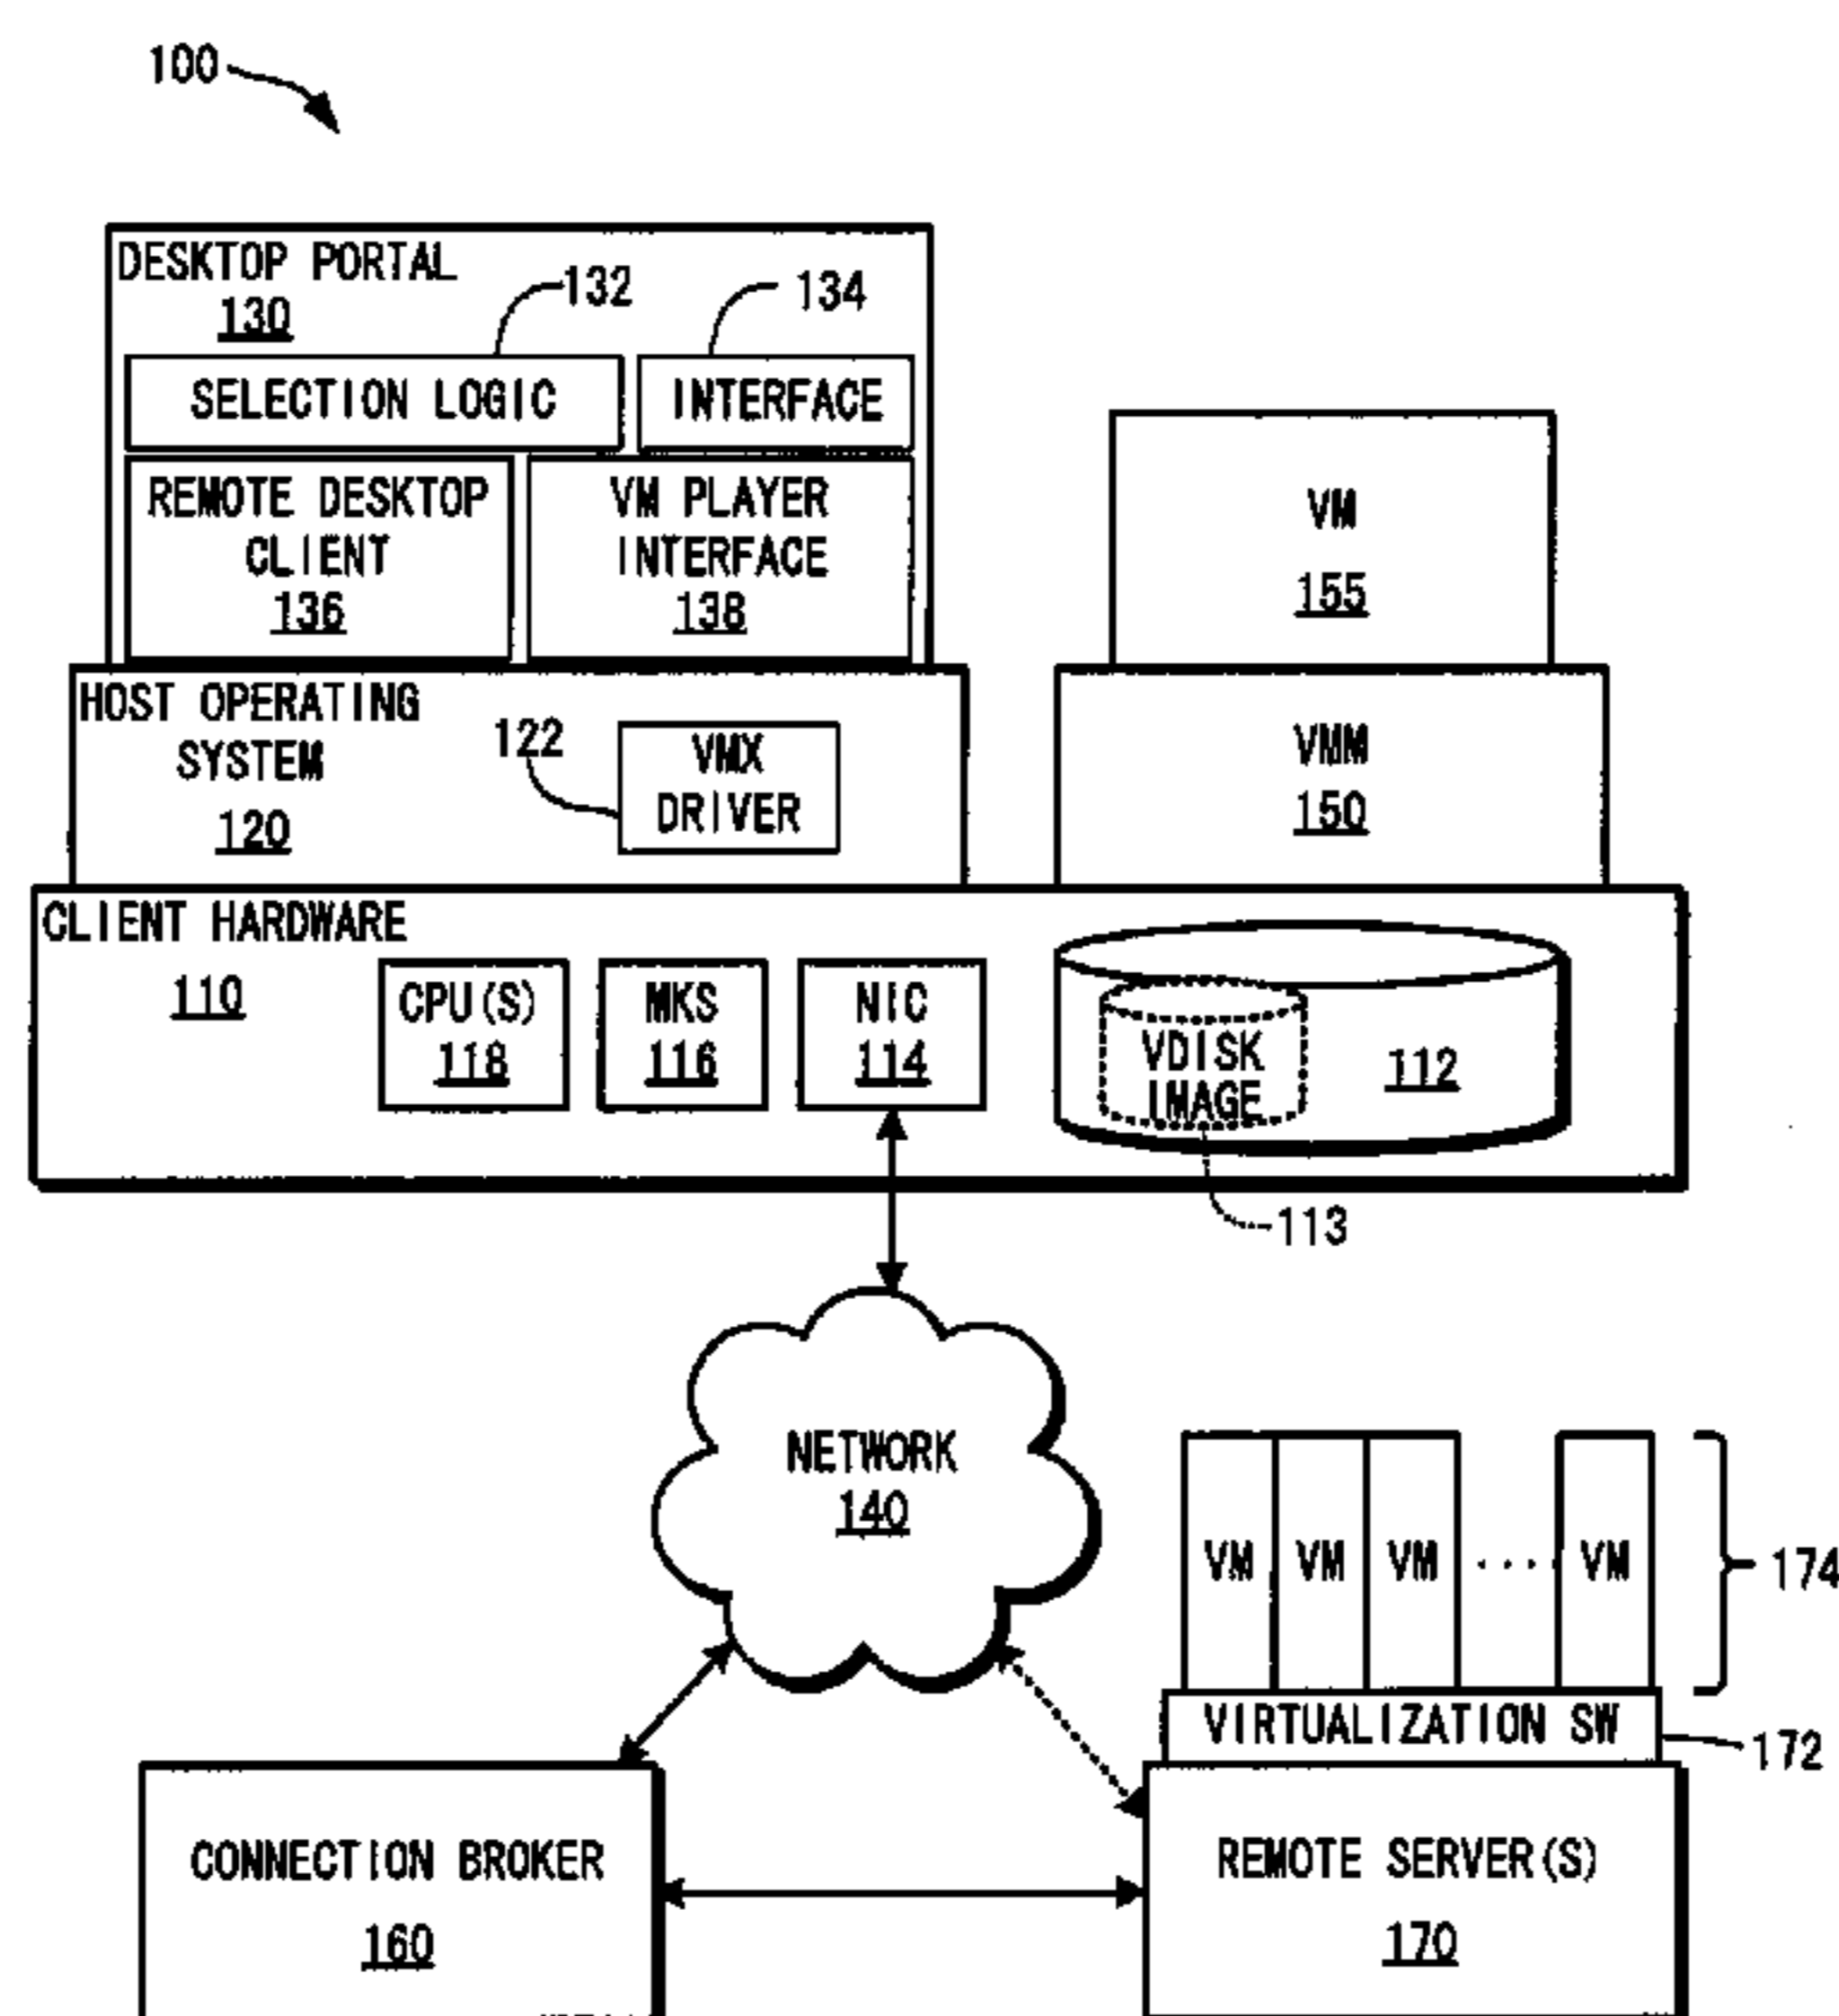 100
DESKTOP PORTAL
130
132
134
SELECTION LOGIC
INTERFACE
REMOTE DESKTOP
CLIENT
136
VM PLAYER
INTERFACE
138
VM
155
HOST OPERATING
SYSTEM
120
122
VMX
DRIVER
VMM
150
CLIENT HARDWARE
110
CPU(S)
118
MKS
116
NIC
114
VDISK
IMAGE
112
113
NETWORK
140
VM
VM
VM
....
VM
174
VIRTUALIZATION SW
172
CONNECTION BROKER
160
REMOTE SERVER(S)
170